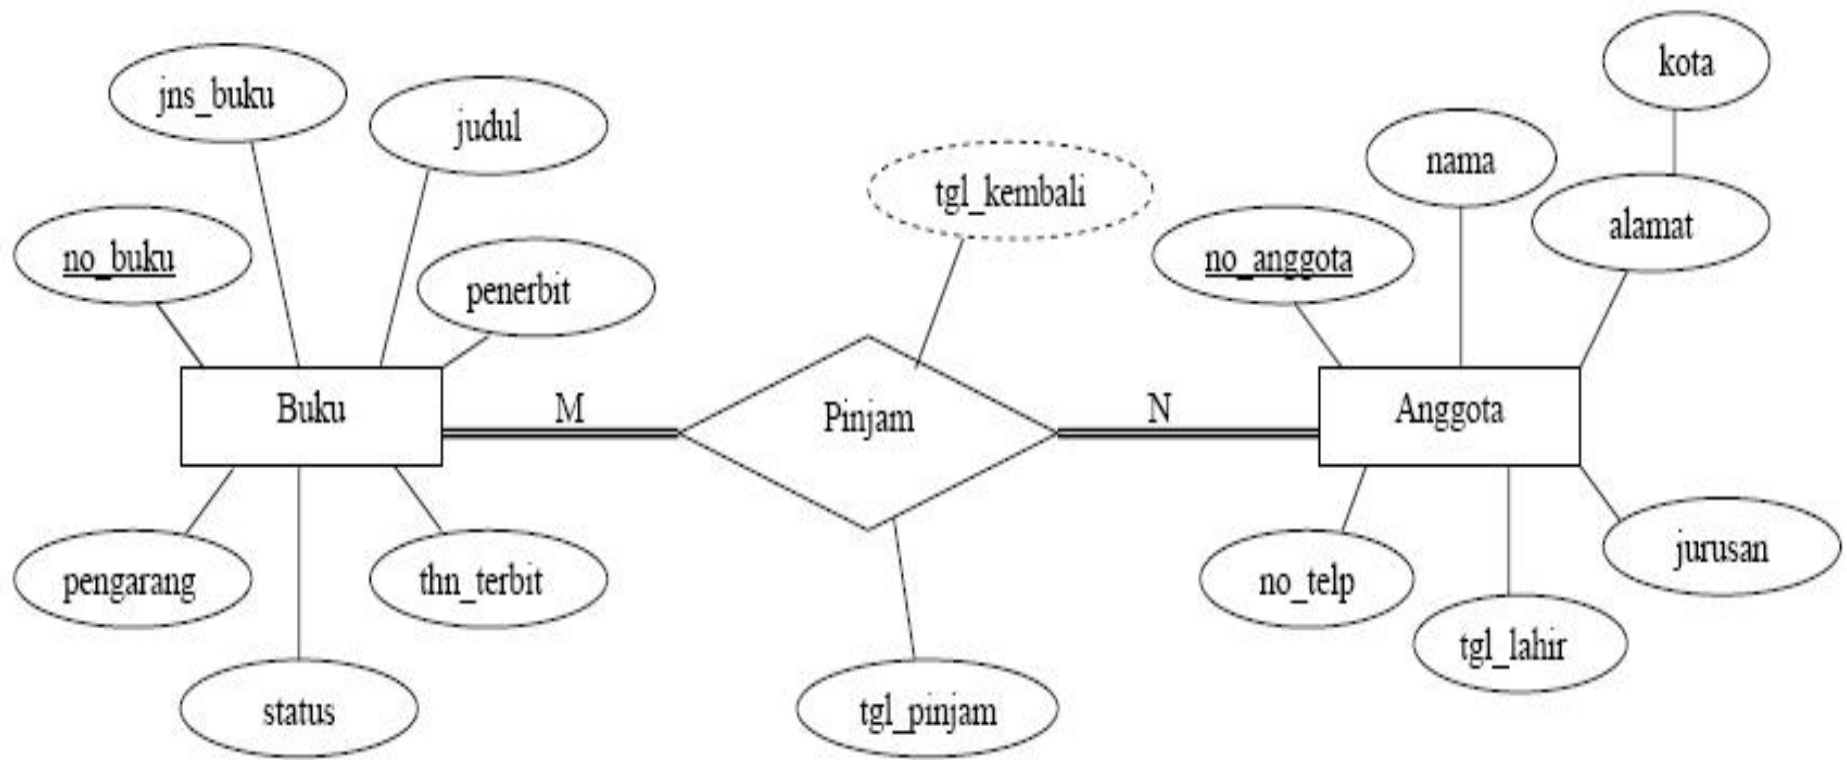 kota
jns_buku
judul
nama
tgl_kembali
alamat
no_buku
no_anggota
penerbit
Buku
M
Pinjam
N
Anggota
pengarang
thn_terbit
no_telp
jurusan
tgl_lahir
status
tgl_pinjam